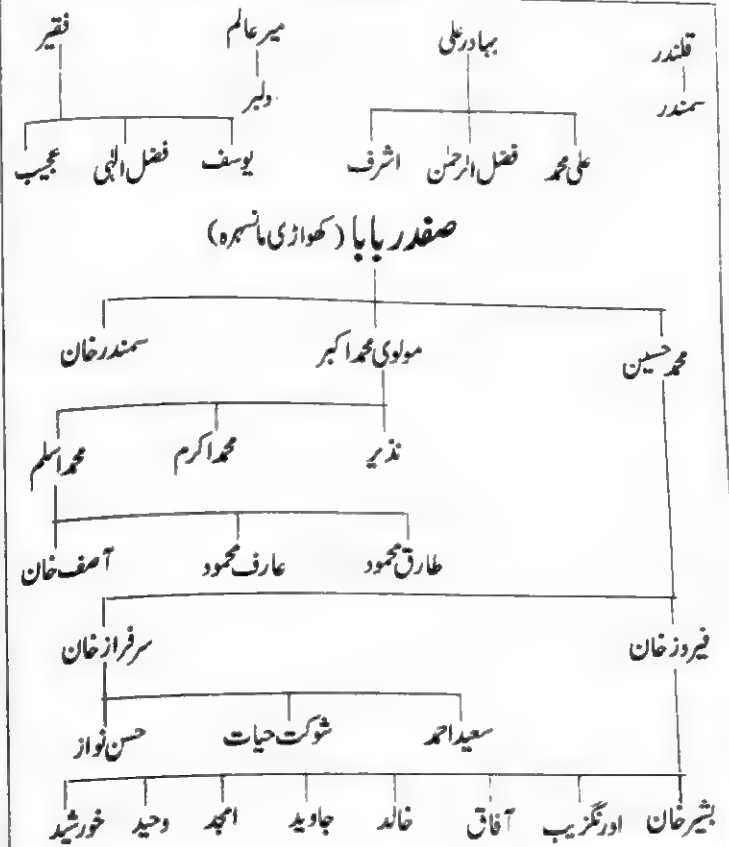 قلندر بہادر علی میر عالم فقیر
سمندر دلبر
علی محمد فضل الرحمٰن اشرف یوسف فضل الٰہی عجیب
صفدر بابا (کھواڑی مانسہرہ)
محمد حسین مولوی محمد اکبر سمندر خان
نذیر محمد اکرم محمد اسلم
طارق محمود عارف محمود آصف خان
فیروز خان سرفراز خان
سعید احمد شوکت حیات حسن نواز
بشیر خان اورنگزیب آفاق خالد جاوید امجد وحید خورشید